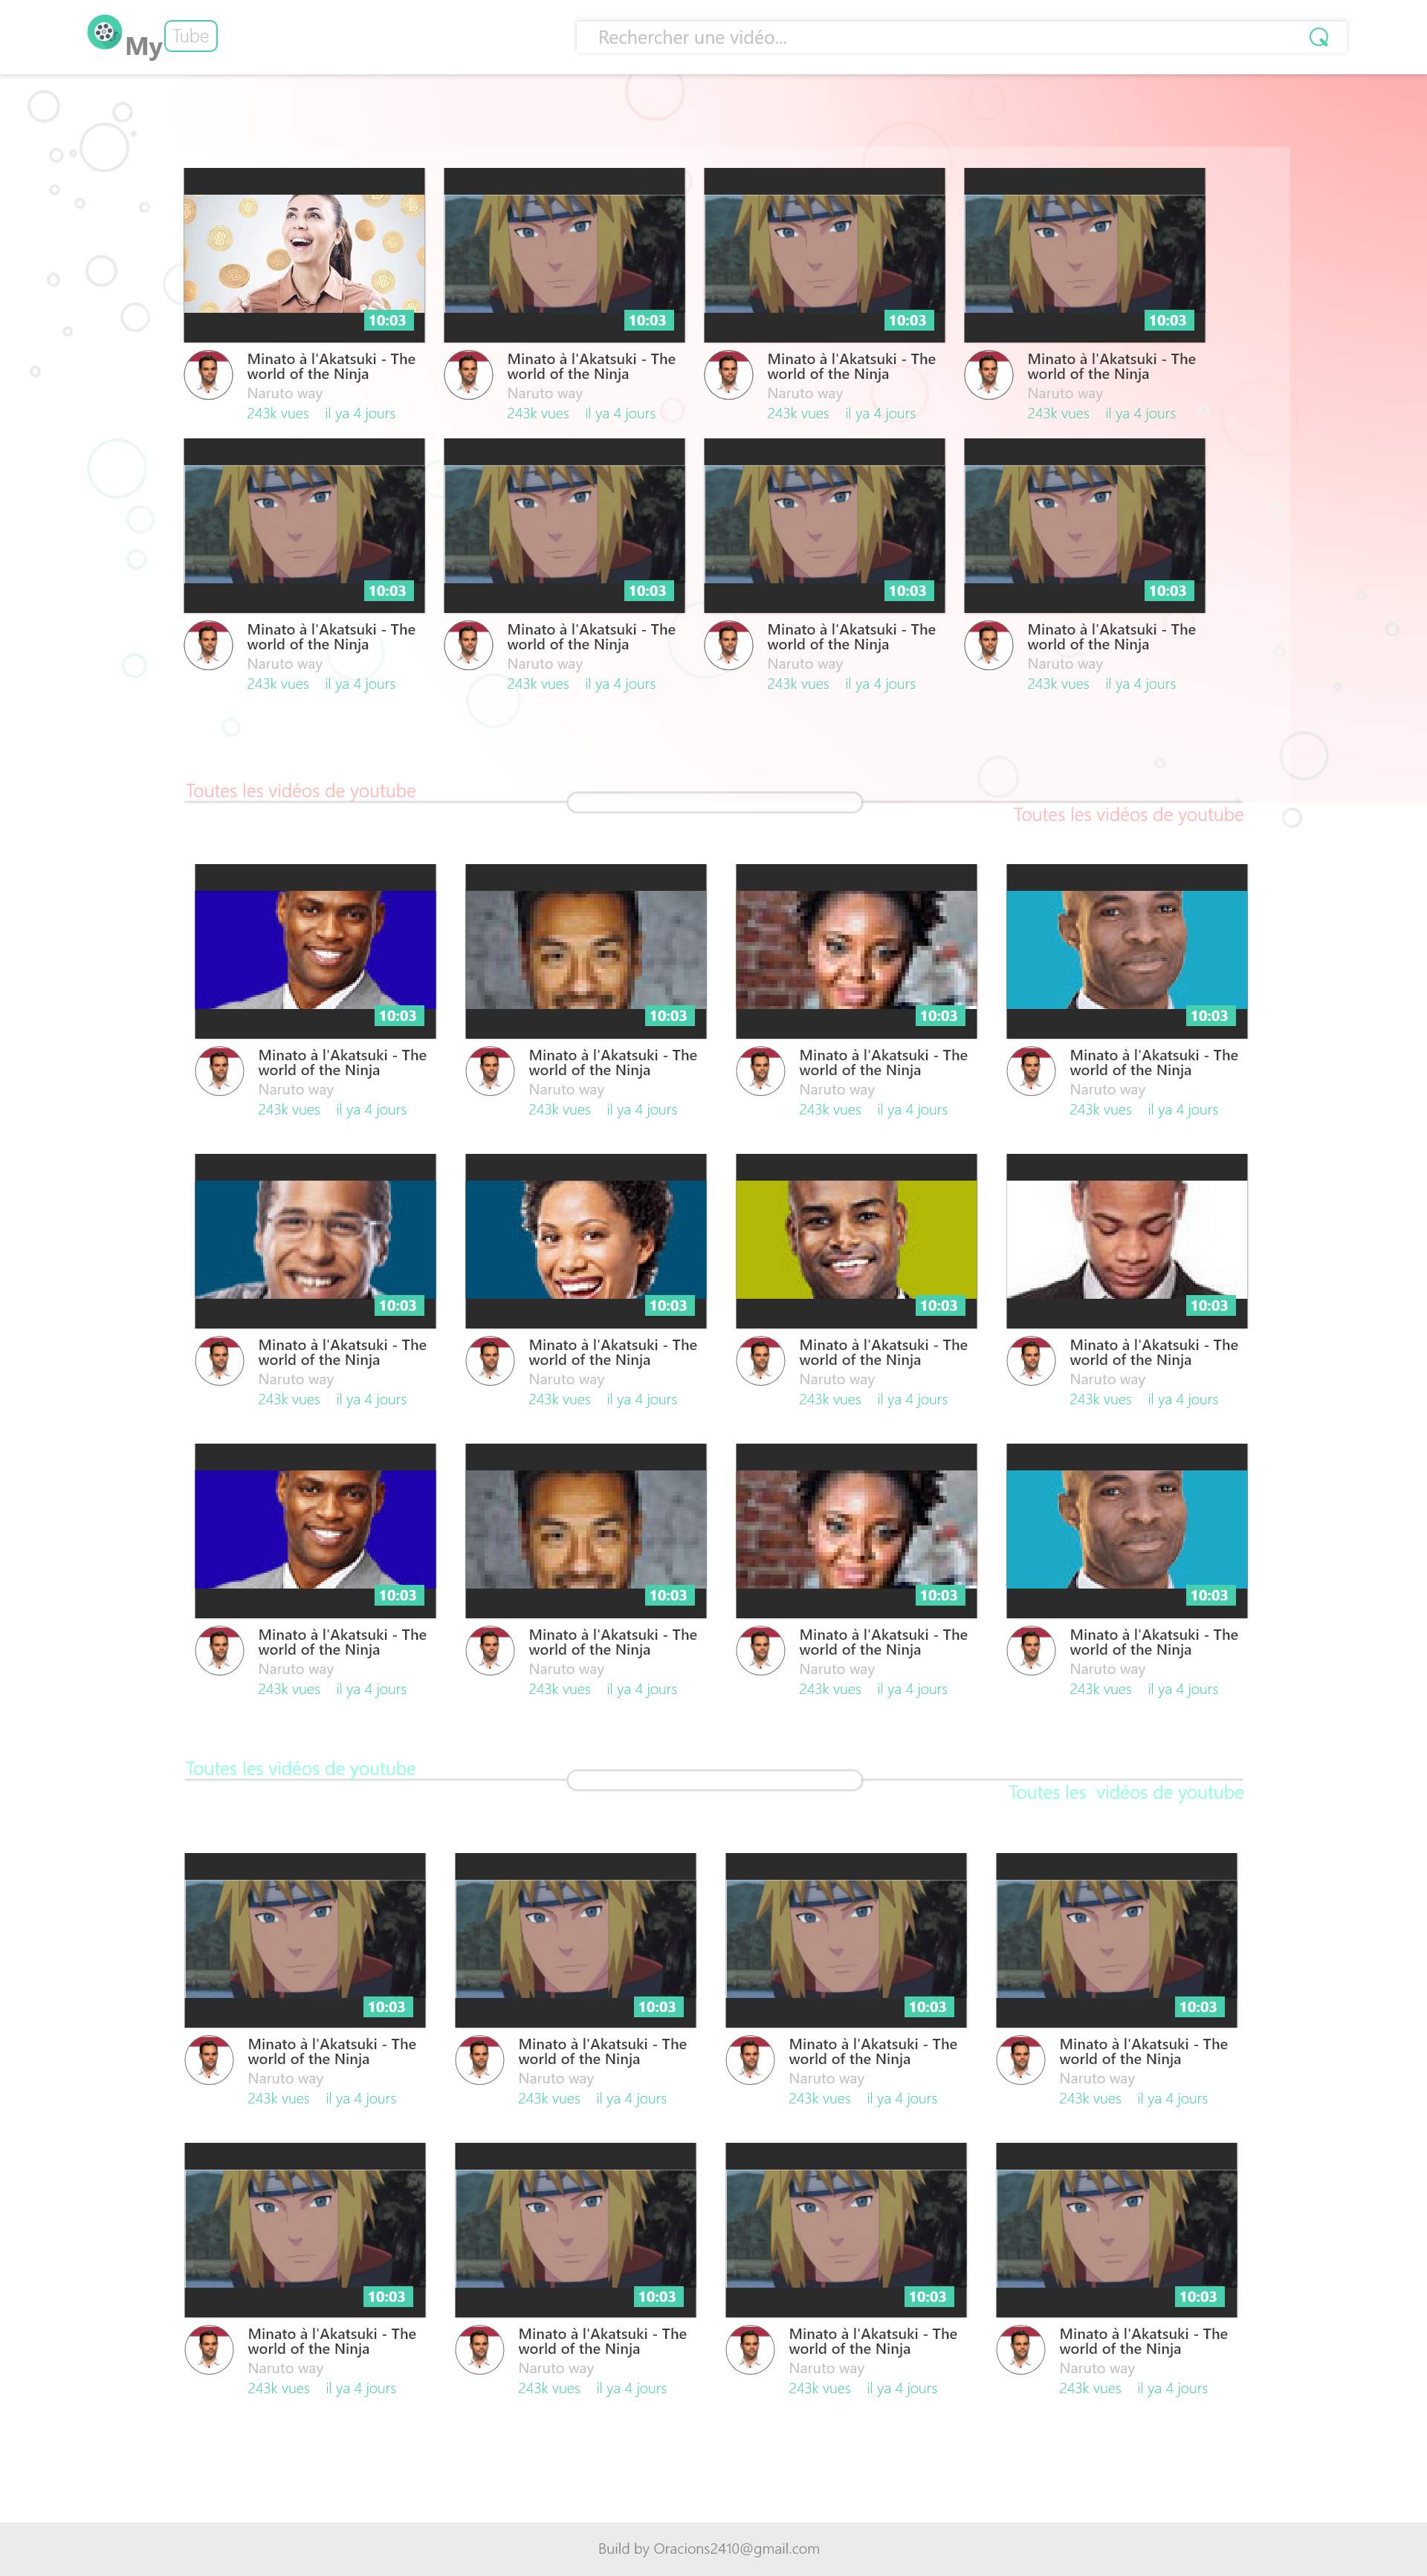 My Tube
Rechercher une vidéo...
10:03
Minato à l'Akatsuki - The
world of the Ninja
Naruto way
243k vues il ya 4 jours
10:03
Minato à l'Akatsuki - The
world of the Ninja
Naruto way
243k vues il ya 4 jours
10:03
Minato à l'Akatsuki - The
world of the Ninja
Naruto way
243k vues il ya 4 jours
10:03
Minato à l'Akatsuki - The
world of the Ninja
Naruto way
243k vues il ya 4 jours
10:03
Minato à l'Akatsuki - The
world of the Ninja
Naruto way
243k vues il ya 4 jours
10:03
Minato à l'Akatsuki - The
world of the Ninja
Naruto way
243k vues il ya 4 jours
10:03
Minato à l'Akatsuki - The
world of the Ninja
Naruto way
243k vues il ya 4 jours
10:03
Minato à l'Akatsuki - The
world of the Ninja
Naruto way
243k vues il ya 4 jours
Toutes les vidéos de youtube
Toutes les vidéos de youtube
10:03
Minato à l'Akatsuki - The
world of the Ninja
Naruto way
243k vues il ya 4 jours
10:03
Minato à l'Akatsuki - The
world of the Ninja
Naruto way
243k vues il ya 4 jours
10:03
Minato à l'Akatsuki - The
world of the Ninja
Naruto way
243k vues il ya 4 jours
10:03
Minato à l'Akatsuki - The
world of the Ninja
Naruto way
243k vues il ya 4 jours
10:03
Minato à l'Akatsuki - The
world of the Ninja
Naruto way
243k vues il ya 4 jours
10:03
Minato à l'Akatsuki - The
world of the Ninja
Naruto way
243k vues il ya 4 jours
10:03
Minato à l'Akatsuki - The
world of the Ninja
Naruto way
243k vues il ya 4 jours
10:03
Minato à l'Akatsuki - The
world of the Ninja
Naruto way
243k vues il ya 4 jours
10:03
Minato à l'Akatsuki - The
world of the Ninja
Naruto way
243k vues il ya 4 jours
10:03
Minato à l'Akatsuki - The
world of the Ninja
Naruto way
243k vues il ya 4 jours
10:03
Minato à l'Akatsuki - The
world of the Ninja
Naruto way
243k vues il ya 4 jours
10:03
Minato à l'Akatsuki - The
world of the Ninja
Naruto way
243k vues il ya 4 jours
Toutes les vidéos de youtube
Toutes les vidéos de youtube
10:03
Minato à l'Akatsuki - The
world of the Ninja
Naruto way
243k vues il ya 4 jours
10:03
Minato à l'Akatsuki - The
world of the Ninja
Naruto way
243k vues il ya 4 jours
10:03
Minato à l'Akatsuki - The
world of the Ninja
Naruto way
243k vues il ya 4 jours
10:03
Minato à l'Akatsuki - The
world of the Ninja
Naruto way
243k vues il ya 4 jours
10:03
Minato à l'Akatsuki - The
world of the Ninja
Naruto way
243k vues il ya 4 jours
10:03
Minato à l'Akatsuki - The
world of the Ninja
Naruto way
243k vues il ya 4 jours
10:03
Minato à l'Akatsuki - The
world of the Ninja
Naruto way
243k vues il ya 4 jours
10:03
Minato à l'Akatsuki - The
world of the Ninja
Naruto way
243k vues il ya 4 jours
Build by Oracions2410@gmail.com